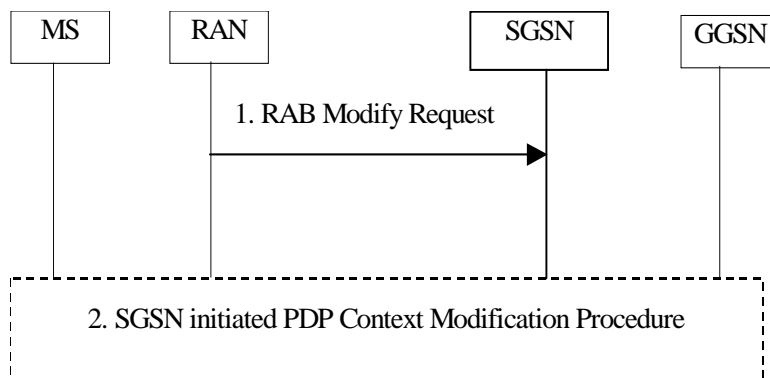 MS RAN SGSN GGSN
1. RAB Modify Request
2. SGSN initiated PDP Context Modification Procedure